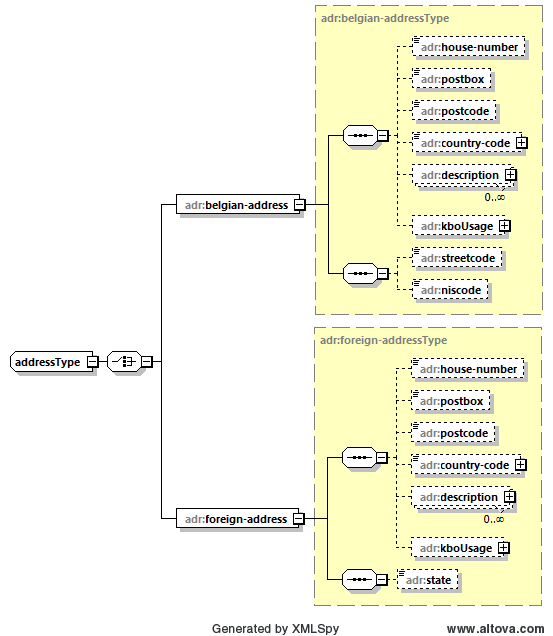 adr:belgian-addressType
adr:house-number
adr:postbox
adr:postcode
adr:country-code
adr:description
0..∞
adr:kboUsage
adr:belgian-address
adr:streetcode
adr:niscode
addressType
adr:foreign-addressType
adr:house-number
adr:postbox
adr:postcode
adr:country-code
adr:description
0..∞
adr:foreign-address
adr:kboUsage
adr:state
Generated by XMLSpy
www.altova.com